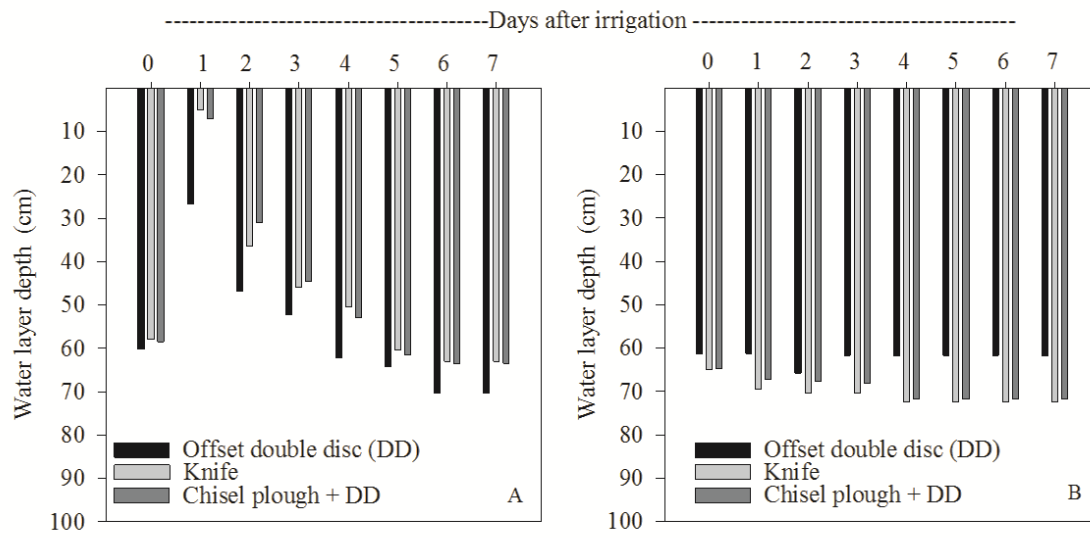 Days after irrigation
0 1 2 3 4 5 6 7
0 1 2 3 4 5 6 7
Water layer depth (cm)
10
20
30
40
50
60
70
80
90
100
Offset double disc (DD)
Knife
Chisel plough + DD
A
Water layer depth (cm)
10
20
30
40
50
60
70
80
90
100
Offset double disc (DD)
Knife
Chisel plough + DD
B